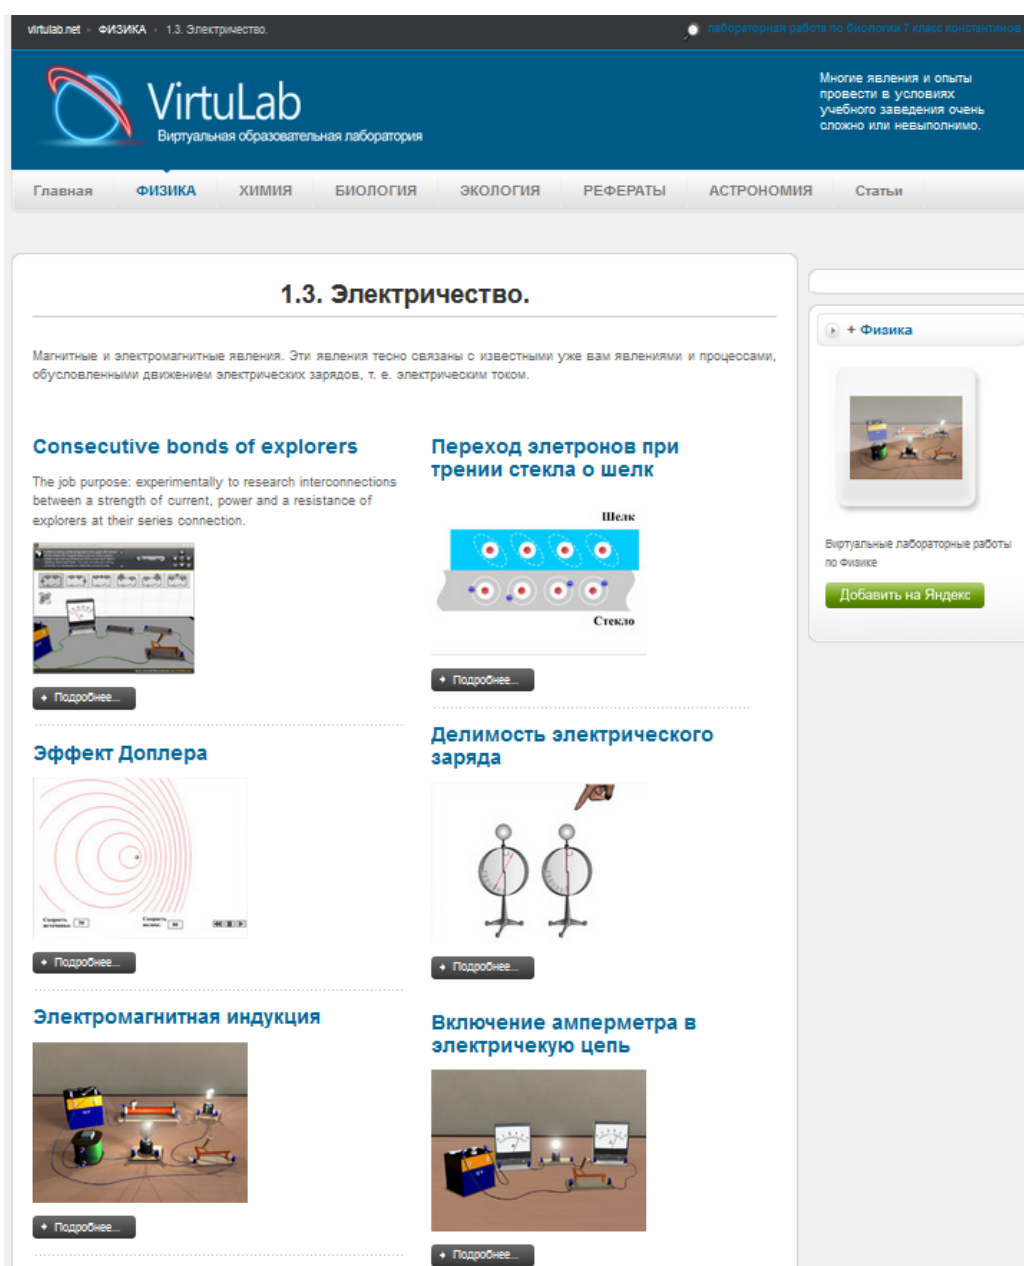 virtulab.net ▸ ФИЗИКА ▸ 1.3. Электричество.
лабораторная работа по биологии 7 класс константинов
VirtuLab
Виртуальная образовательная лаборатория
Многие явления и опыты
провести в условиях
учебного заведения очень
сложно или невыполнимо.
Главная ФИЗИКА ХИМИЯ БИОЛОГИЯ ЭКОЛОГИЯ РЕФЕРАТЫ АСТРОНОМИЯ Статьи
1.3. Электричество.
Магнитные и электромагнитные явления. Эти явления тесно связаны с известными уже вам явлениями и процессами,
обусловленными движением электрических зарядов, т. е. электрическим током.
Consecutive bonds of explorers
The job purpose: experimentally to research interconnections
between a strength of current, power and a resistance of
explorers at their series connection.
Подробнее...
Переход элетронов при
трении стекла о шелк
Шелк
Стекло
Подробнее...
Эффект Доплера
Скорость
источника:
Скорость
волны:
Подробнее...
Делимость электрического
заряда
Подробнее...
Электромагнитная индукция
Подробнее...
Включение амперметра в
электричекую цепь
Подробнее...
+ Физика
Виртуальные лабораторные работы
по Физике
Добавить на Яндекс